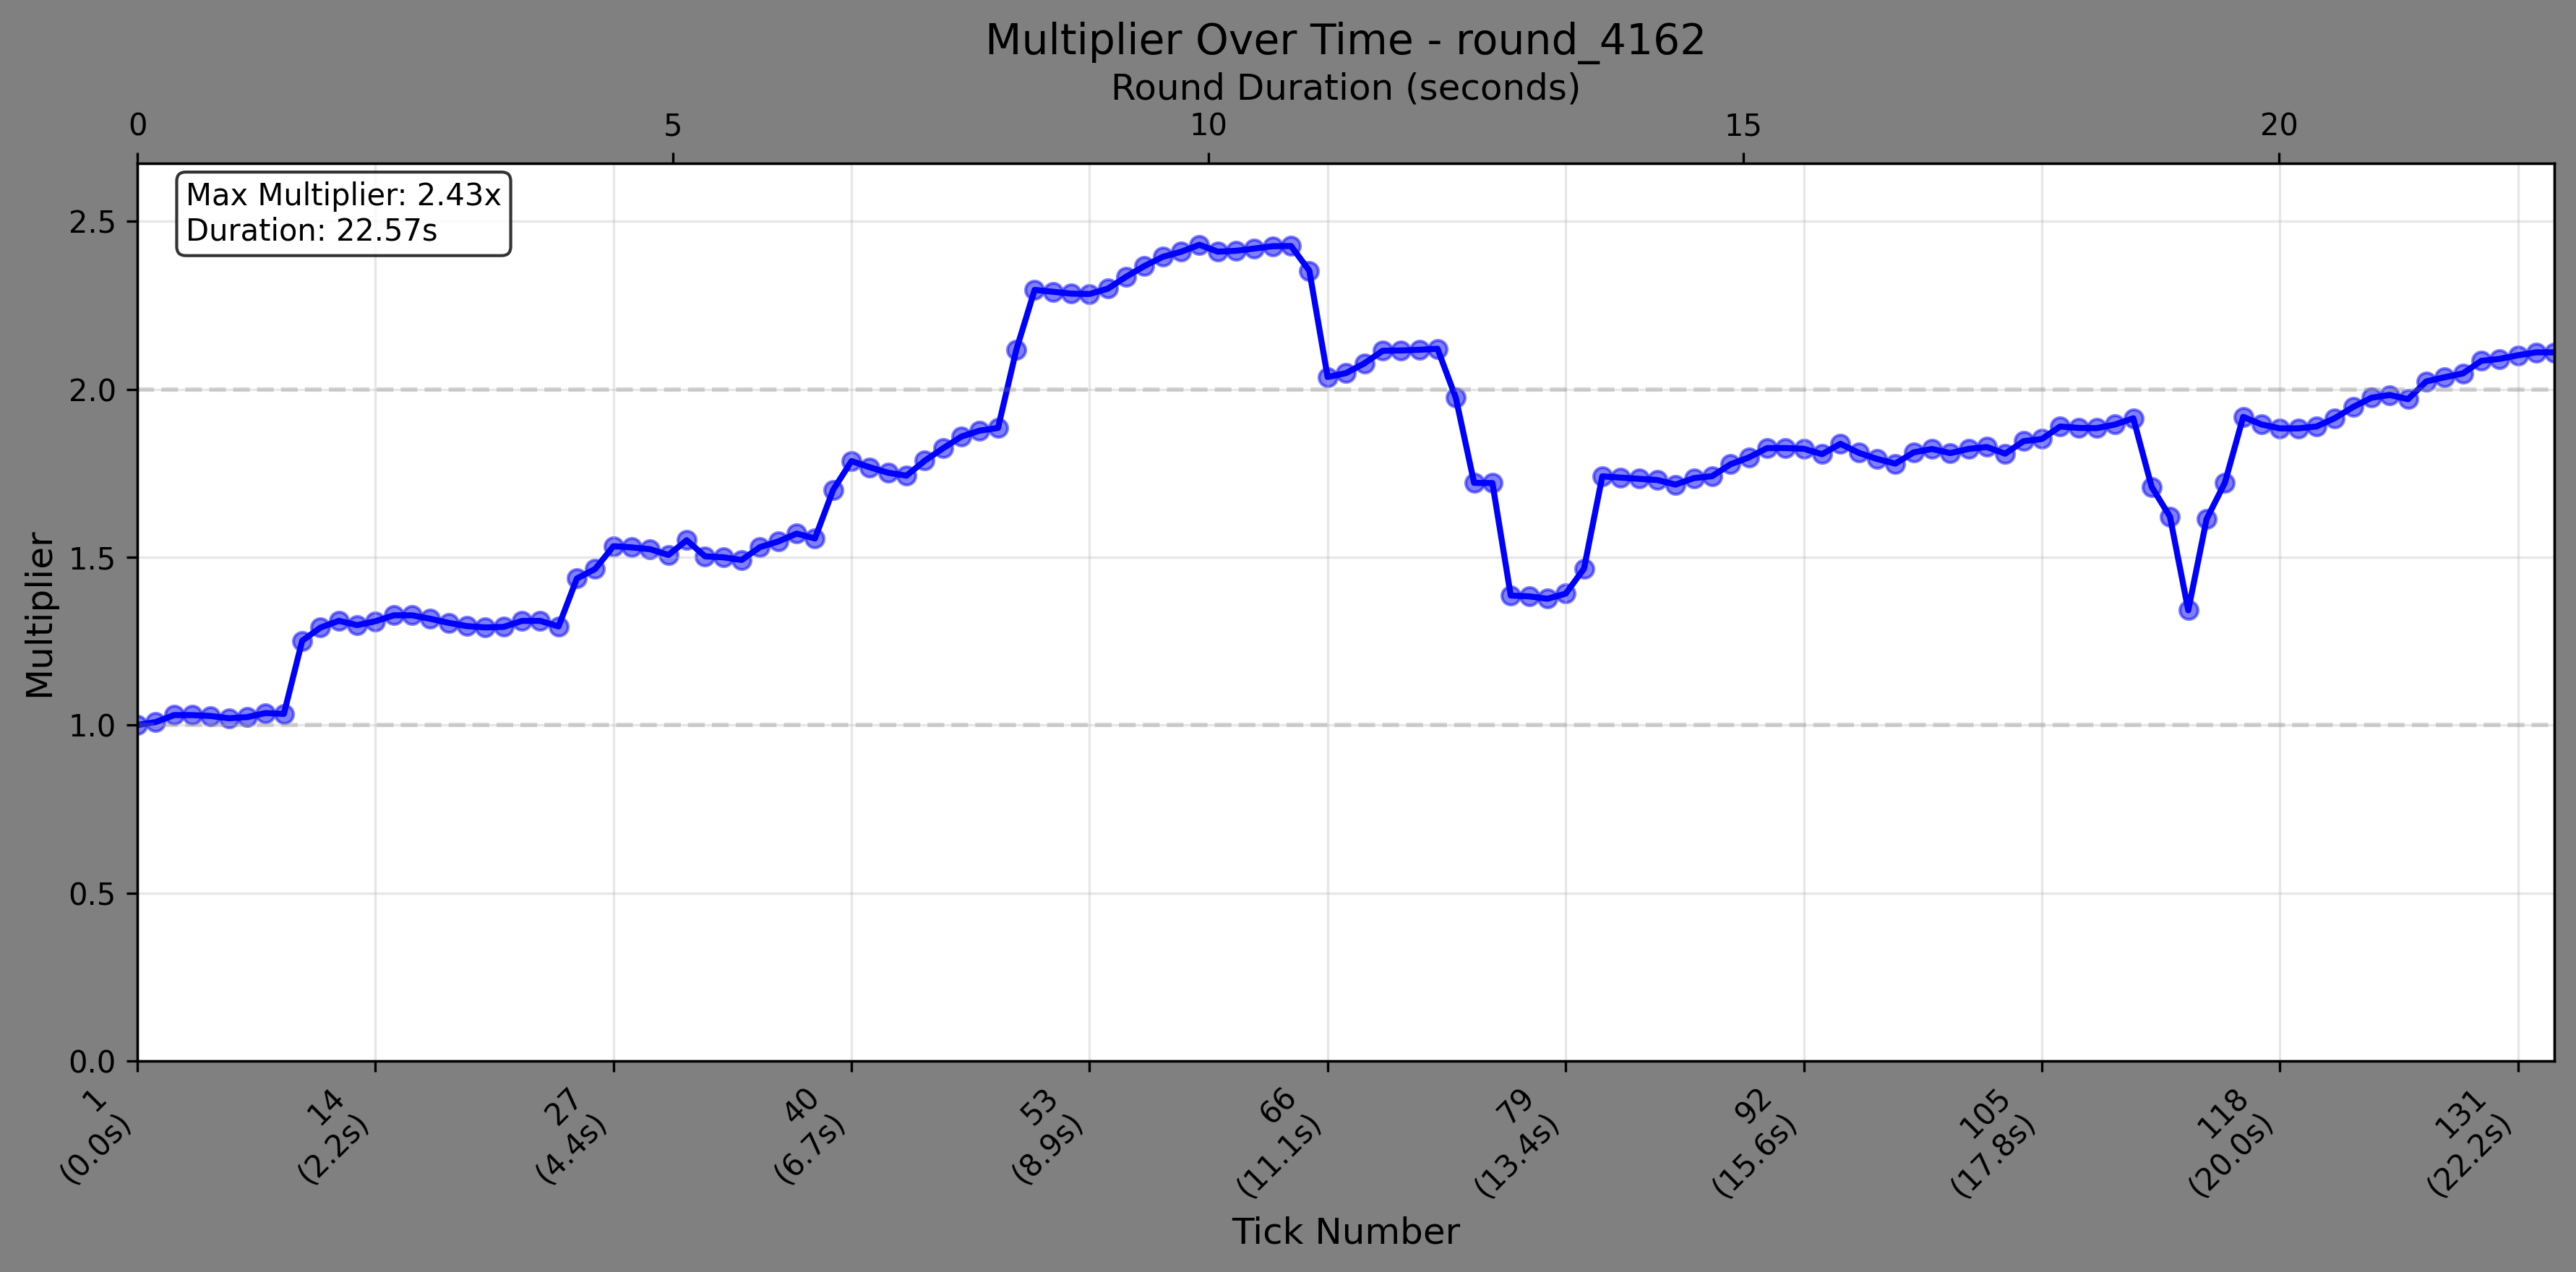 Multiplier Over Time - round_4162
Round Duration (seconds)
0 5 10 15 20
Max Multiplier: 2.43x
Duration: 22.57s
Multiplier
2.5
2.0
1.5
1.0
0.5
0.0
1
(0.0s)
14
(2.2s)
27
(4.4s)
40
(6.7s)
53
(8.9s)
66
(11.1s)
79
(13.4s)
92
(15.6s)
105
(17.8s)
118
(20.0s)
131
(22.2s)
Tick Number